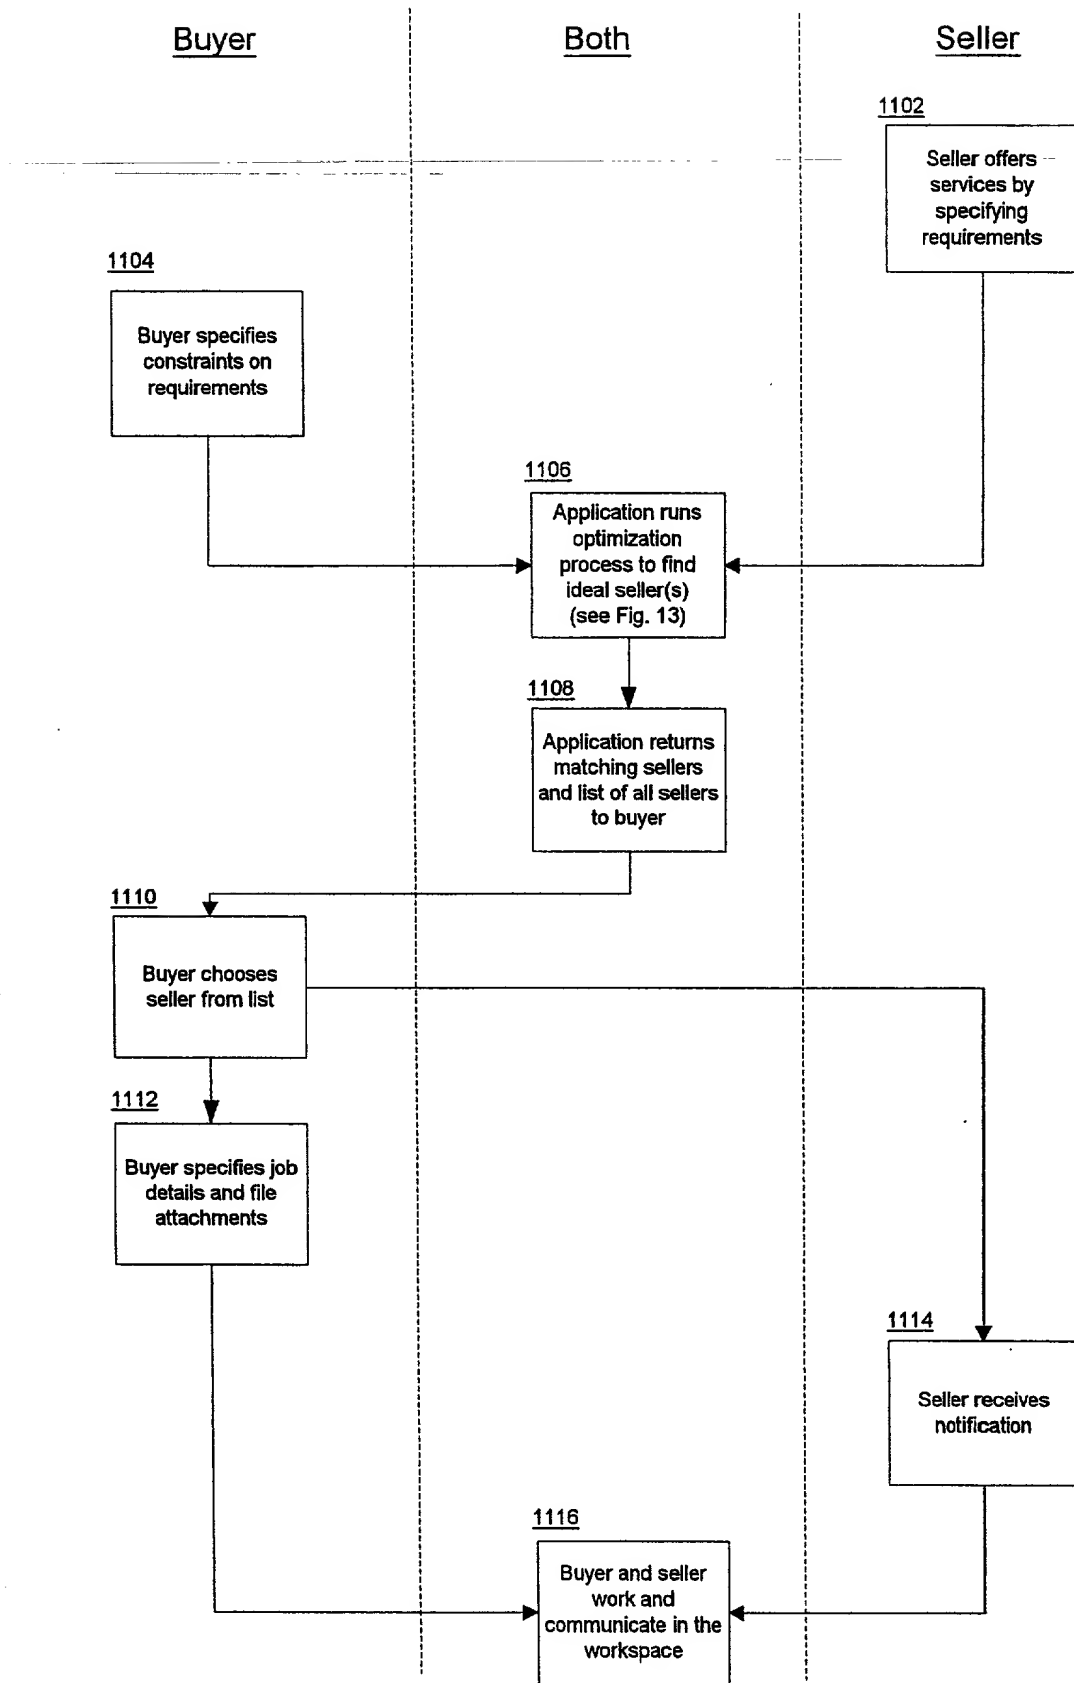 Buyer
Both
Seller
1102
Seller offers
services by
specifying
requirements
1104
Buyer specifies
constraints on
requirements
1106
Application runs
optimization
process to find
ideal seller(s)
(see Fig. 13)
1108
Application returns
matching sellers
and list of all sellers
to buyer
1110
Buyer chooses
seller from list
1112
Buyer specifies job
details and file
attachments
1114
Seller receives
notification
1116
Buyer and seller
work and
communicate in the
workspace